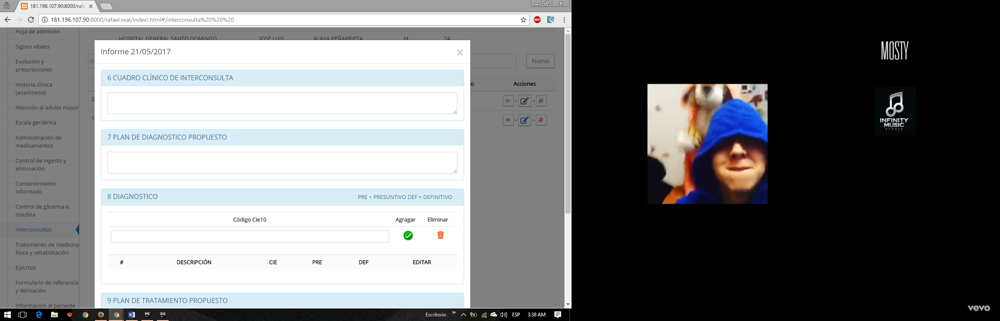 181.196.107.90:8000/rafa
181.196.107.90:8000/rafael.real/index!.html#/interconsulta%20%20%20
ABP
Hoja de admisión
Signos vitales
Evolución y
prescripciones
Historia clínica
(anamnesis)
Atención al adulto mayor
Escala geriátrica
Administración de
medicamentos
Control de ingesta y
eliminación
Consentimiento
informado
Control de glicemia e
insulina
Interconsultas
Tratamiento de medicina
física y rehabilitación
Epicrisis
Formulario de referencia
y derivación
Información al paciente
HOSPITAL GENERAL SANTO DOMINGO JOSE LUIS ALAVA PEÑARRIETA M 24
Nuevo
Acciones
2
- -
1
- -
Informe 21/05/2017
×
6 CUADRO CLÍNICO DE INTERCONSULTA
7 PLAN DE DIAGNOSTICO PROPUESTO
8 DIAGNOSTICO PRE = PRESUNTIVO DEF = DEFINITIVO
Código Cie10 Agragar Eliminar
# DESCRIPCIÓN CIE PRE DEF EDITAR
9 PLAN DE TRATAMIENTO PROPUESTO
PS DG
Escritorio » ESP 3:38 AM
MOSTY
INFINITY
MUSIC
STUDIO
vevo